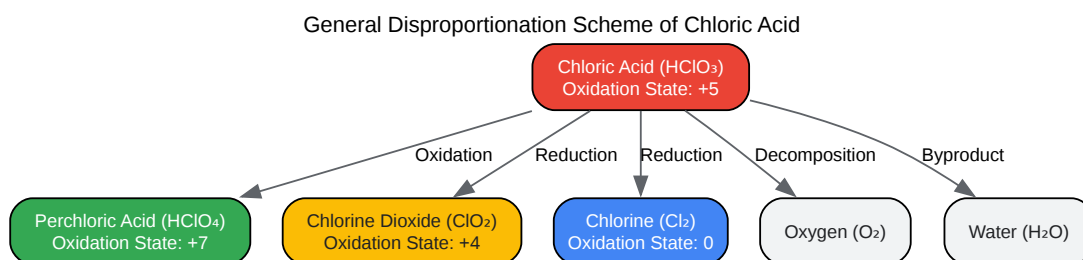 General Disproportionation Scheme of Chloric Acid
Chloric Acid (HClO₃)
Oxidation State: +5
Oxidation
Reduction
Reduction
Decomposition
Byproduct
Perchloric Acid (HClO₄)
Oxidation State: +7
Chlorine Dioxide (ClO₂)
Oxidation State: +4
Chlorine (Cl₂)
Oxidation State: 0
Oxygen (O₂)
Water (H₂O)